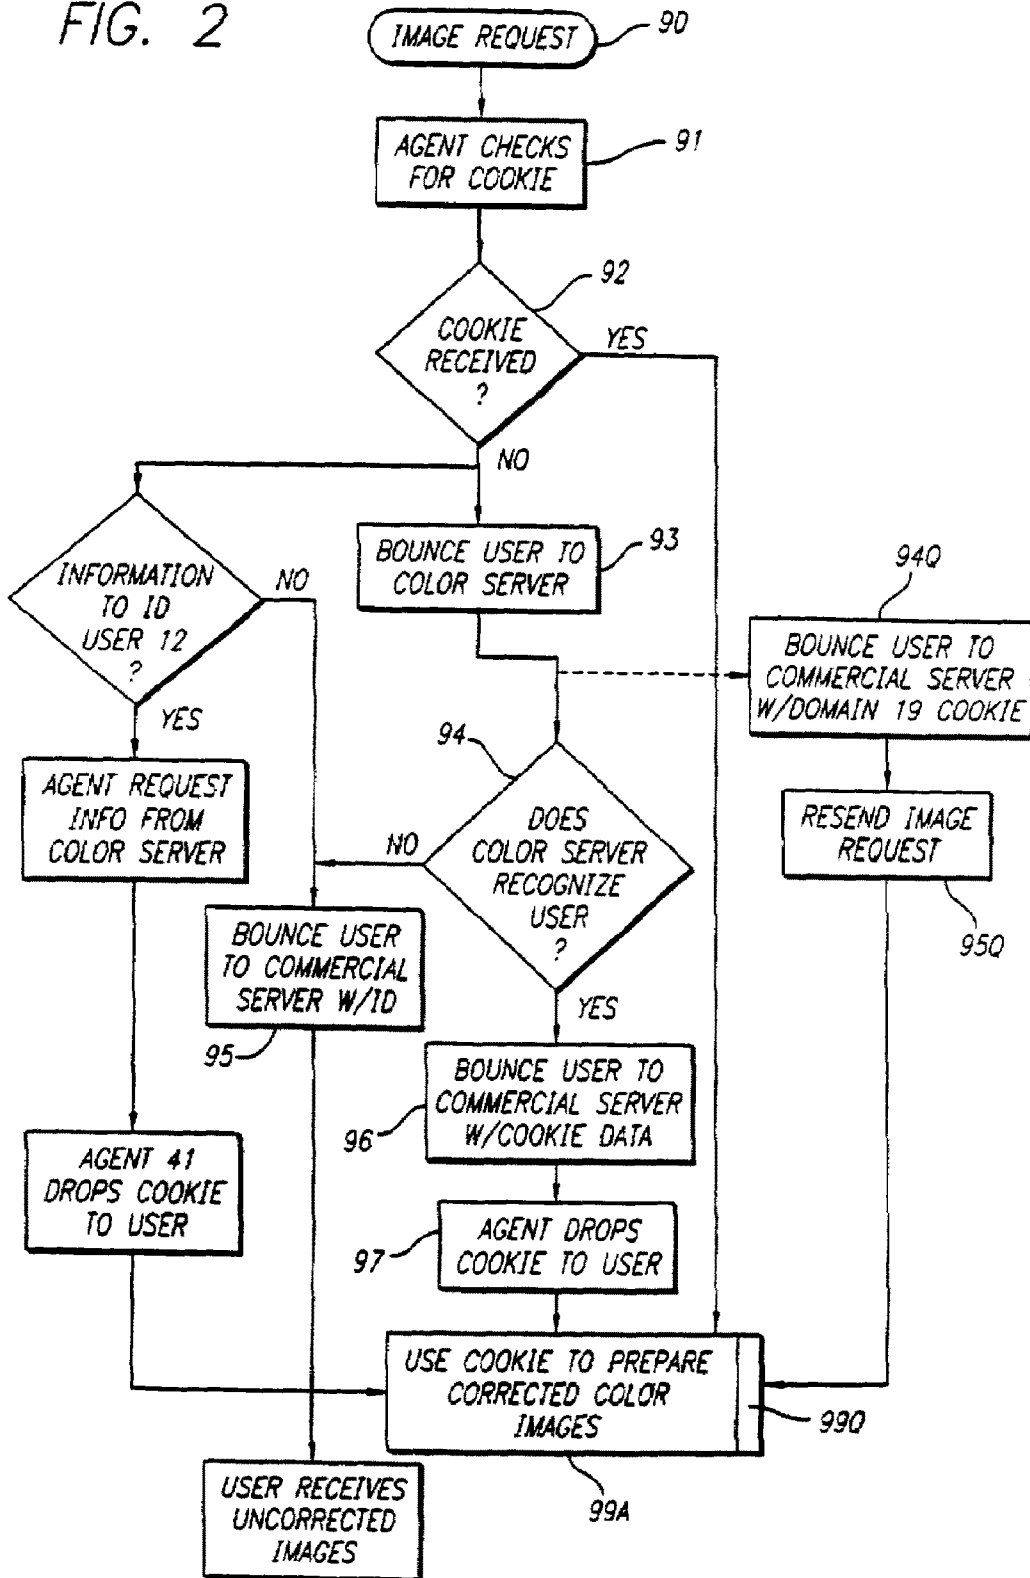 FIG. 2
IMAGE REQUEST
90
AGENT CHECKS
FOR COOKIE
91
92
COOKIE
RECEIVED
?
YES
NO
INFORMATION
TO ID
USER 12
?
NO
YES
BOUNCE USER TO
COLOR SERVER
93
94Q
BOUNCE USER TO
COMMERCIAL SERVER
W/DOMAIN 19 COOKIE
RESEND IMAGE
REQUEST
95Q
AGENT REQUEST
INFO FROM
COLOR SERVER
94
DOES
COLOR SERVER
RECOGNIZE
USER
?
NO
YES
BOUNCE USER
TO COMMERCIAL
SERVER W/ID
95
BOUNCE USER TO
COMMERCIAL SERVER
W/COOKIE DATA
96
AGENT 41
DROPS COOKIE
TO USER
AGENT DROPS
COOKIE TO USER
97
USE COOKIE TO PREPARE
CORRECTED COLOR
IMAGES
99Q
99A
USER RECEIVES
UNCORRECTED
IMAGES